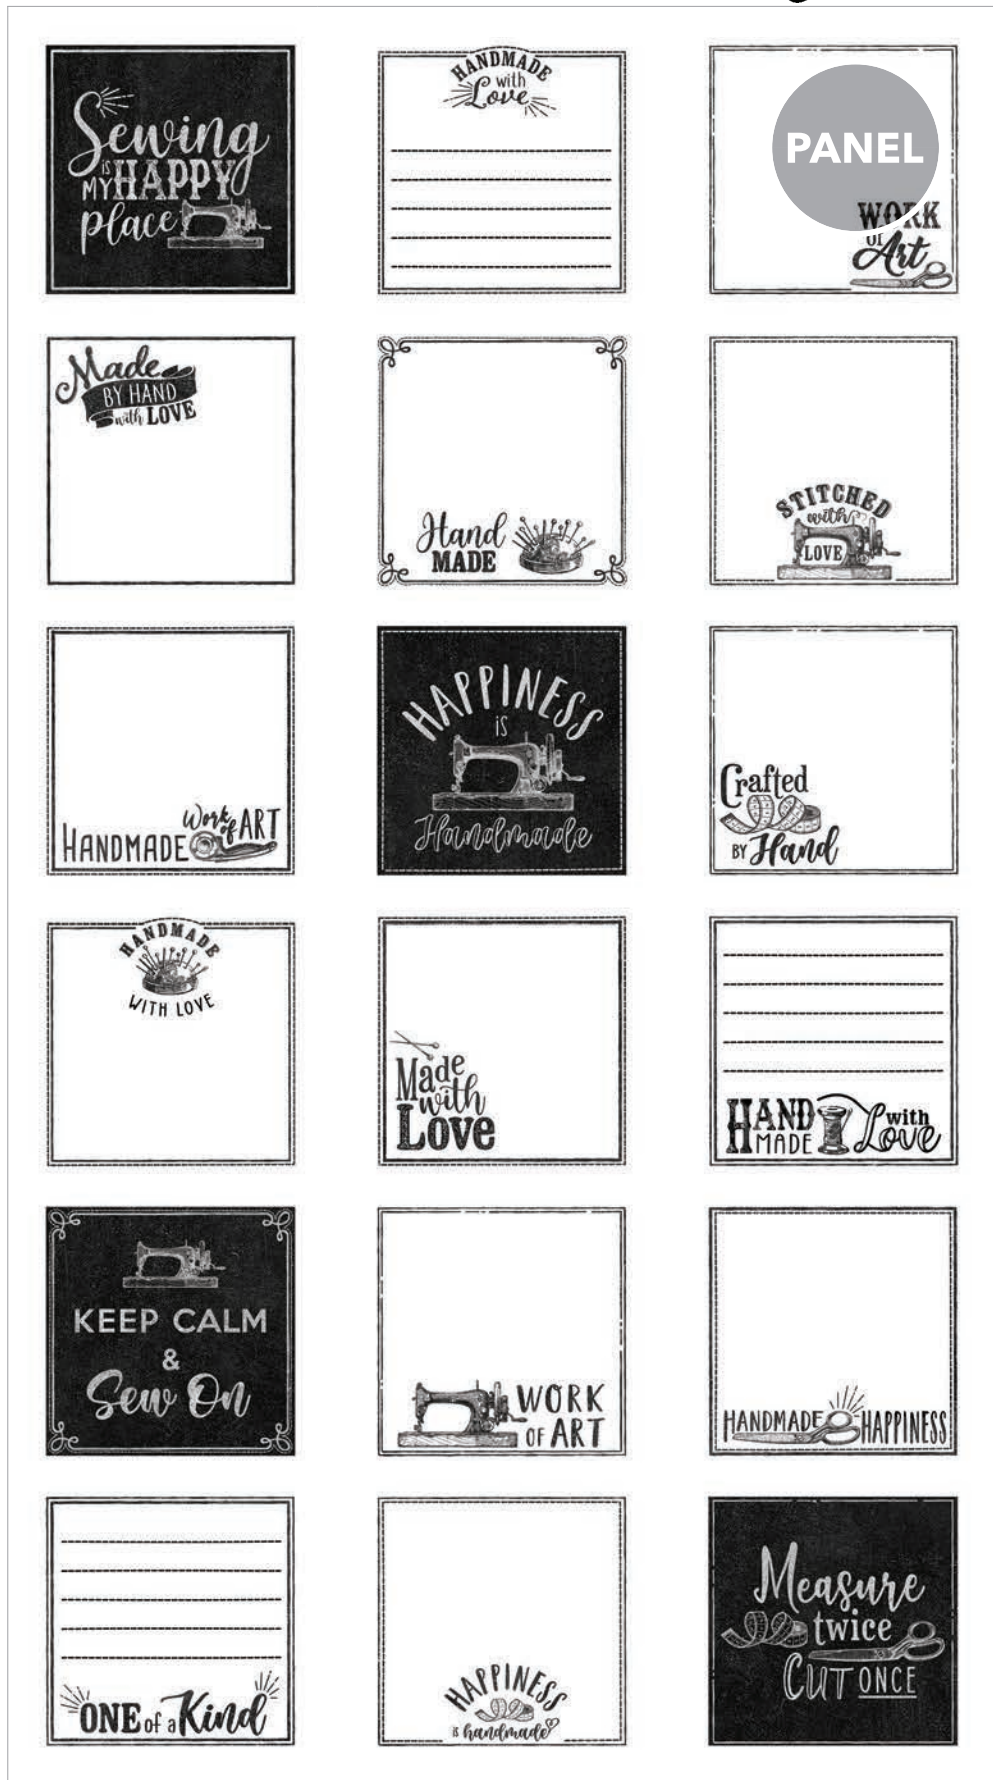 Sewing
is
MY HAPPY
place
HANDMADE
with
Love
PANEL
WORK
of
Art
Made
BY HAND
with LOVE
Hand
MADE
STITCHED
with
LOVE
Work of ART
HANDMADE
HAPPINESS
is
Handmade
Crafted
BY Hand
HANDMADE
WITH LOVE
Made
with
Love
HAND
MADE
with
Love
KEEP CALM
&
Sew On
WORK
OF ART
HANDMADE HAPPINESS
ONE of a Kind
HAPPINESS
is handmade
Measure
twice
CUT ONCE